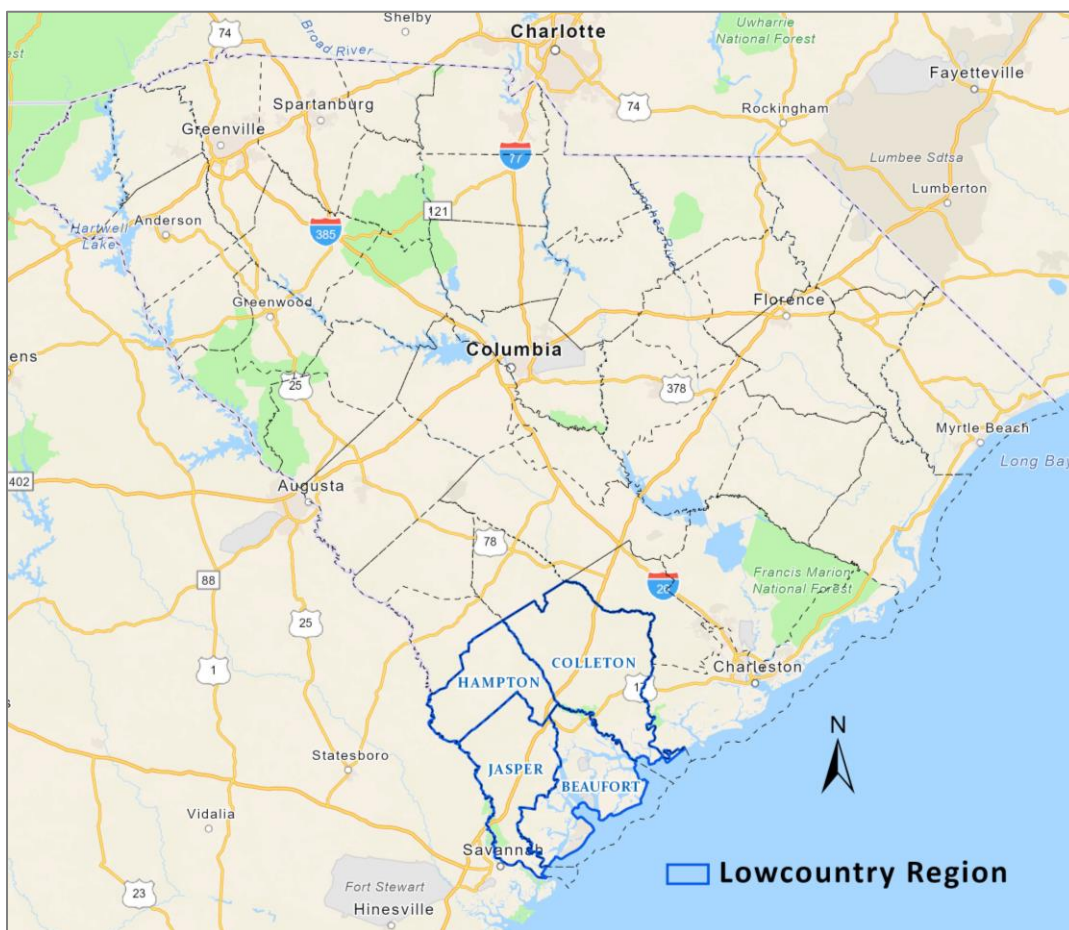 Shelby
Uwharrie
National Forest
74
Broad River
Charlotte
Fayetteville
est
Spartanburg
74
Rockingham
Greenville
77
Lumbee Sdtsa
Lumberton
121
Hartwell
Lake
Anderson
385
Lynches River
Greenwood
Florence
ens
Columbia
25
378
Myrtle Beach
Long Bay
402
Augusta
78
88
Francis Marion
National Forest
26
25
COLLETON
Charleston
1
HAMPTON
17
N
Statesboro
JASPER
BEAUFORT
Vidalia
Savannah
Lowcountry Region
23
Fort Stewart
Hinesville